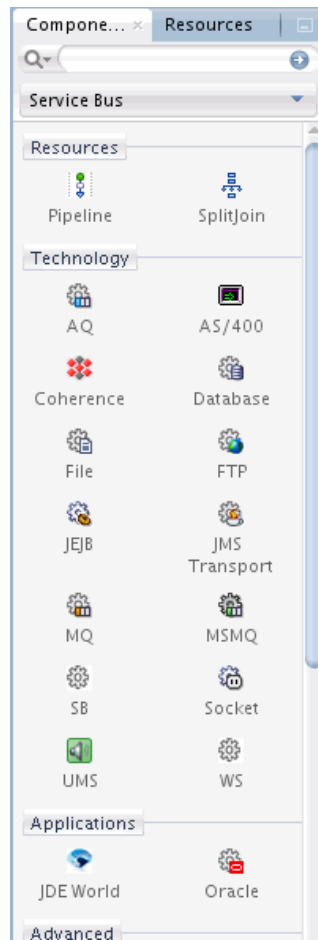 Compone... Resources
Service Bus
Resources
Pipeline SplitJoin
Technology
AQ AS/400
Coherence Database
File FTP
JEJB JMS
Transport
MQ MSMQ
SB Socket
UMS WS
Applications
JDE World Oracle
Advanced